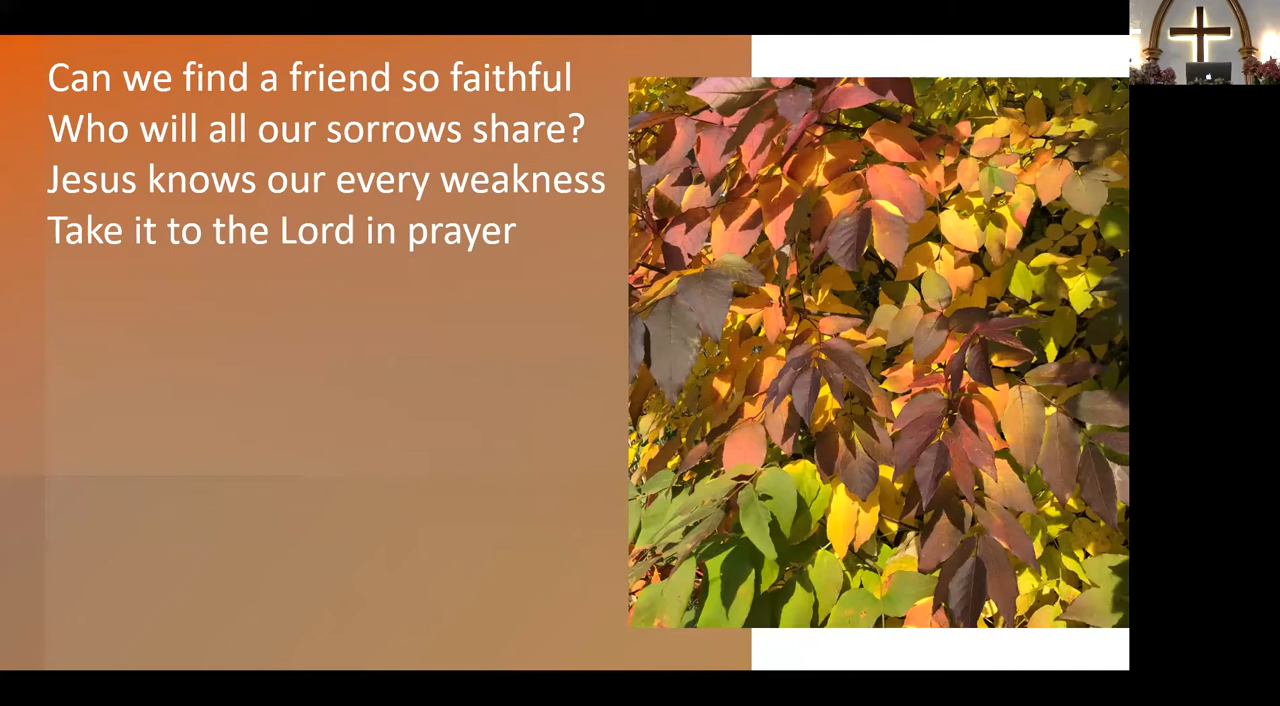 Can we find a friend so faithful
Who will all our sorrows share?
Jesus knows our every weakness
Take it to the Lord in prayer